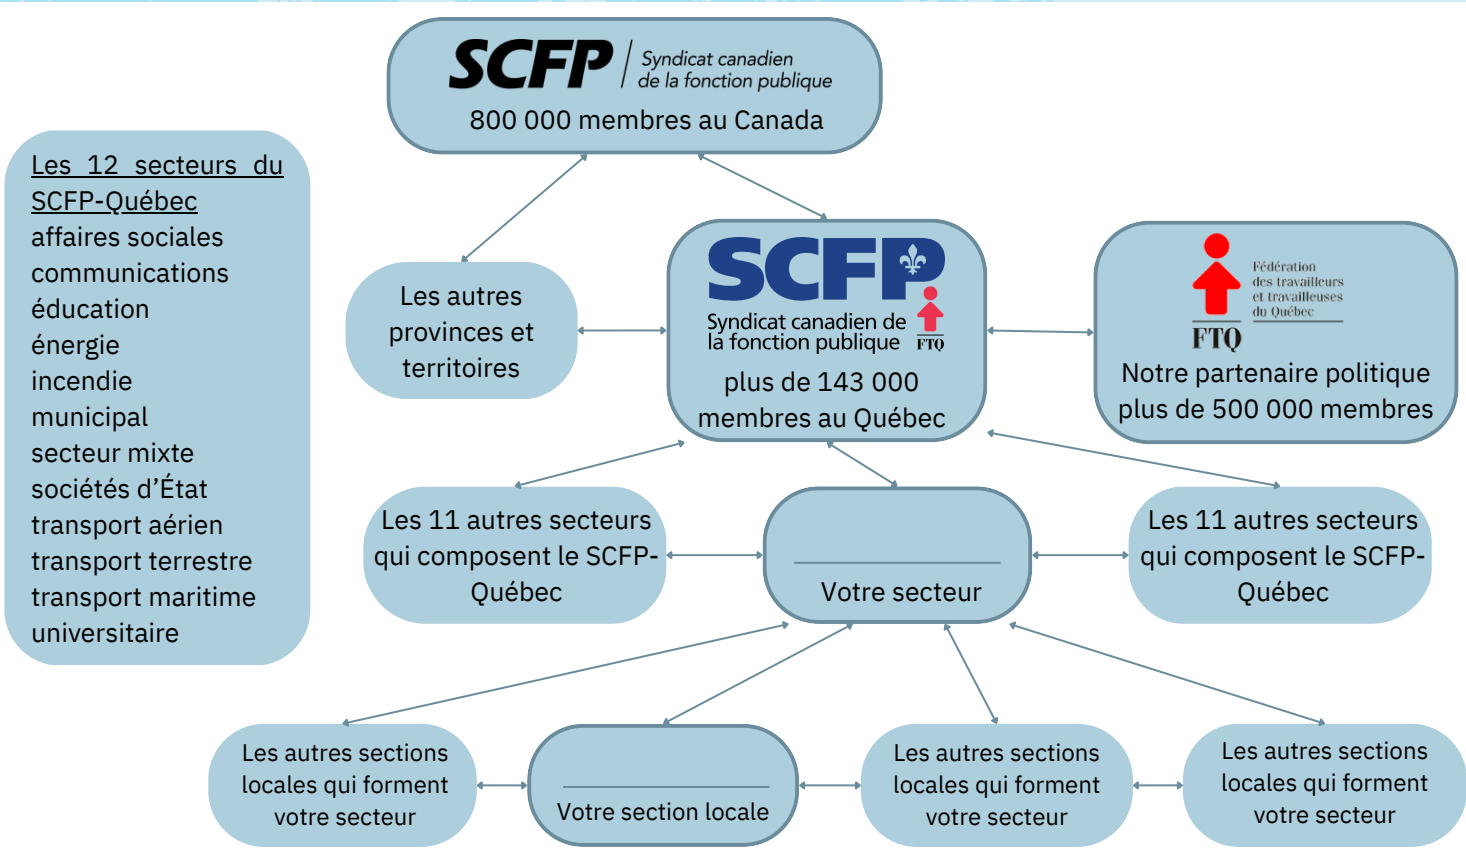 SCFP
Syndicat canadien
de la fonction publique
800 000 membres au Canada
Les 12 secteurs du
SCFP-Québec
affaires sociales
communications
éducation
énergie
incendie
municipal
secteur mixte
sociétés d’État
transport aérien
transport terrestre
transport maritime
universitaire
Les autres
provinces et
territoires
SCFP
Syndicat canadien de
la fonction publique
FTQ
plus de 143 000
membres au Québec
Fédération
des travailleurs
et travailleuses
du Québec
FTQ
Notre partenaire politique
plus de 500 000 membres
Les 11 autres secteurs
qui composent le SCFP-
Québec
Votre secteur
Les 11 autres secteurs
qui composent le SCFP-
Québec
Les autres sections
locales qui forment
votre secteur
Votre section locale
Les autres sections
locales qui forment
votre secteur
Les autres sections
locales qui forment
votre secteur